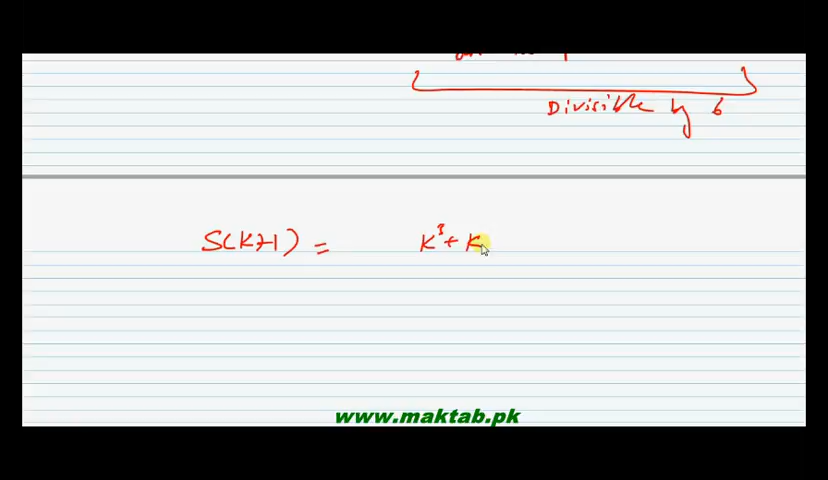 Divisible by 6
S(K+1) = K³ + K
www.maktab.pk